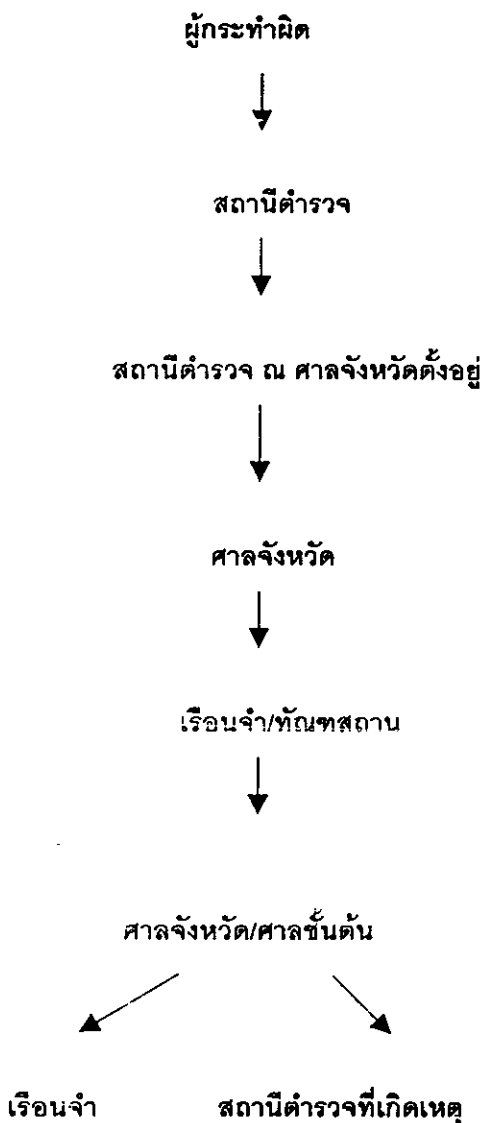 ผู้กระทำผิด
สถานีตำรวจ
สถานีตำรวจ ณ ศาลจังหวัดตั้งอยู่
ศาลจังหวัด
เรือนจำ/ทัณฑสถาน
ศาลจังหวัด/ศาลชั้นต้น
เรือนจำ สถานีตำรวจที่เกิดเหตุ